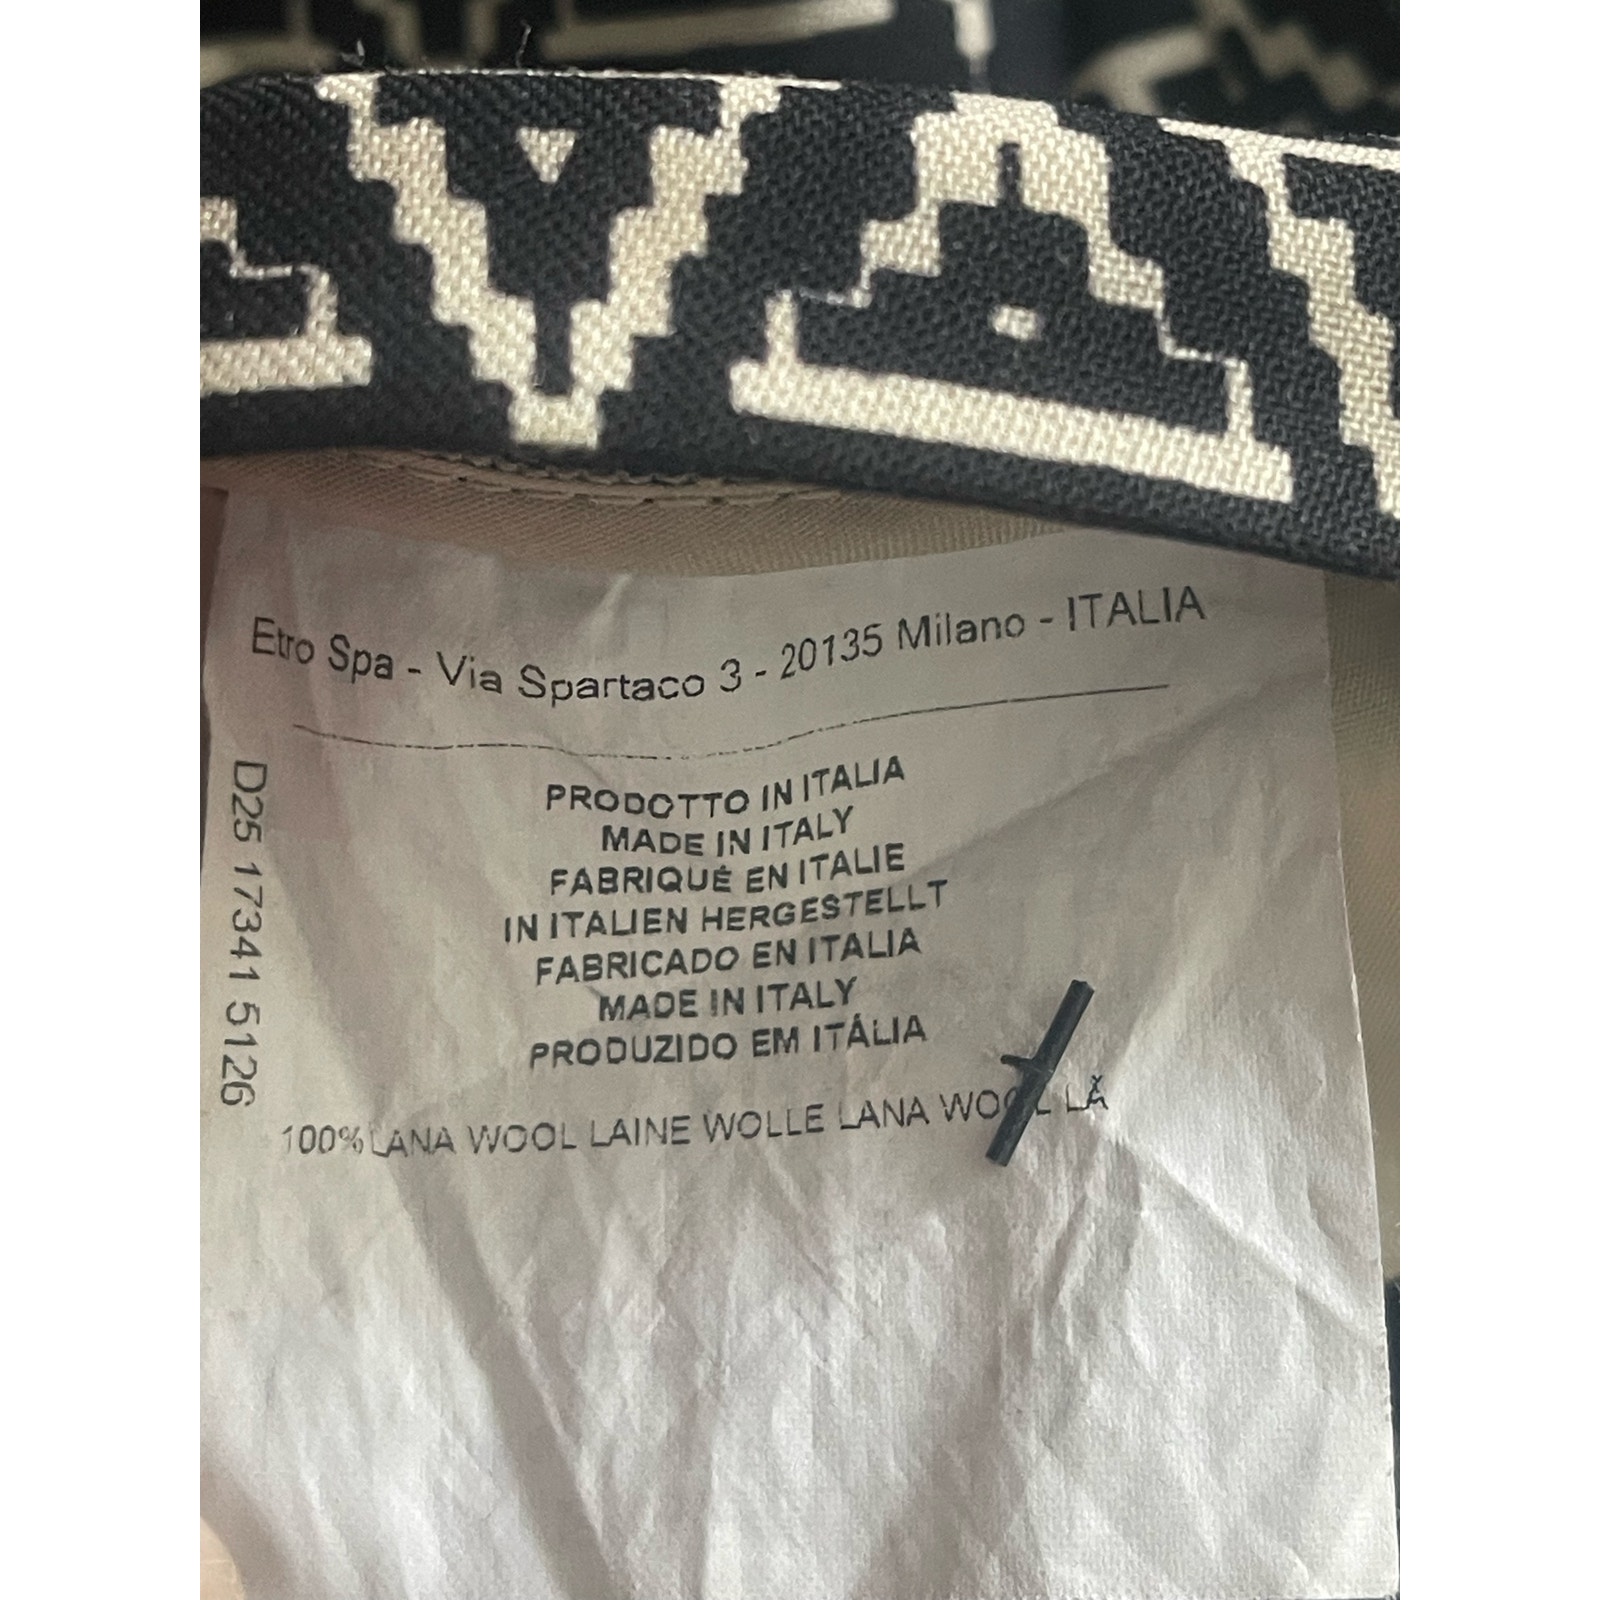 Etro Spa - Via Spartaco 3 - 20135 Milano - ITALIA
D25 17341 5126
PRODOTTO IN ITALIA
MADE IN ITALY
FABRIQUÉ EN ITALIE
IN ITALIEN HERGESTELLT
FABRICADO EN ITALIA
MADE IN ITALY
PRODUZIDO EM ITÁLIA
100% LANA WOOL LAINE WOLLE LANA WOOL LÃ